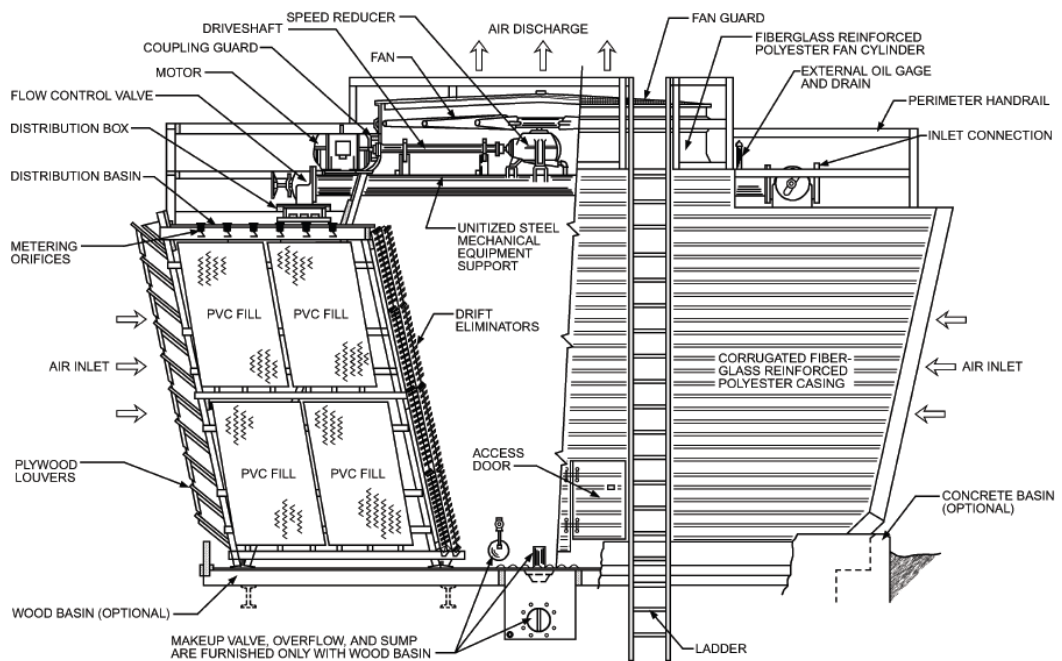 SPEED REDUCER
DRIVESHAFT
COUPLING GUARD
MOTOR
FLOW CONTROL VALVE
DISTRIBUTION BOX
DISTRIBUTION BASIN
METERING
ORIFICES
AIR INLET
PLYWOOD
LOUVERS
WOOD BASIN (OPTIONAL)
FAN
AIR DISCHARGE
FAN GUARD
FIBERGLASS REINFORCED
POLYESTER FAN CYLINDER
EXTERNAL OIL GAGE
AND DRAIN
PERIMETER HANDRAIL
INLET CONNECTION
UNITIZED STEEL
MECHANICAL
EQUIPMENT
SUPPORT
PVC FILL
PVC FILL
DRIFT
ELIMINATORS
PVC FILL
PVC FILL
CORRUGATED FIBER-
GLASS REINFORCED
POLYESTER CASING
AIR INLET
ACCESS
DOOR
CONCRETE BASIN
(OPTIONAL)
MAKEUP VALVE, OVERFLOW, AND SUMP
ARE FURNISHED ONLY WITH WOOD BASIN
LADDER